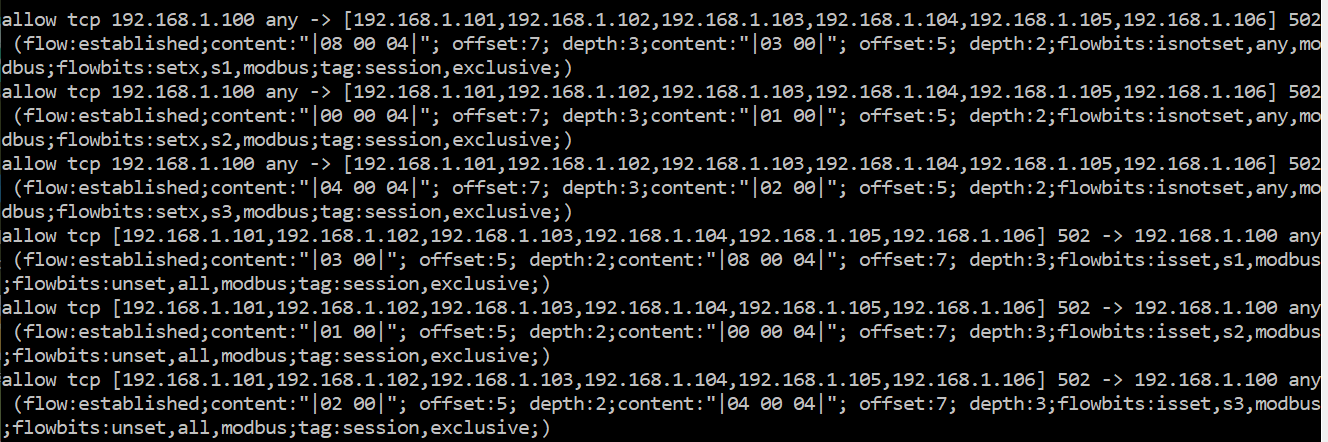 allow tcp 192.168.1.100 any -> [192.168.1.101,192.168.1.102,192.168.1.103,192.168.1.104,192.168.1.105,192.168.1.106] 502
(flow:established;content:"|08 00 04|"; offset:7; depth:3;content:"|03 00|"; offset:5; depth:2;flowbits:isnotset,any,mo
dbus;flowbits:setx,s1,modbus;tag:session,exclusive;)
allow tcp 192.168.1.100 any -> [192.168.1.101,192.168.1.102,192.168.1.103,192.168.1.104,192.168.1.105,192.168.1.106] 502
(flow:established;content:"|00 00 04|"; offset:7; depth:3;content:"|01 00|"; offset:5; depth:2;flowbits:isnotset,any,mo
dbus;flowbits:setx,s2,modbus;tag:session,exclusive;)
allow tcp 192.168.1.100 any -> [192.168.1.101,192.168.1.102,192.168.1.103,192.168.1.104,192.168.1.105,192.168.1.106] 502
(flow:established;content:"|04 00 04|"; offset:7; depth:3;content:"|02 00|"; offset:5; depth:2;flowbits:isnotset,any,mo
dbus;flowbits:setx,s3,modbus;tag:session,exclusive;)
allow tcp [192.168.1.101,192.168.1.102,192.168.1.103,192.168.1.104,192.168.1.105,192.168.1.106] 502 -> 192.168.1.100 any
(flow:established;content:"|03 00|"; offset:5; depth:2;content:"|08 00 04|"; offset:7; depth:3;flowbits:isset,s1,modbus
;flowbits:unset,all,modbus;tag:session,exclusive;)
allow tcp [192.168.1.101,192.168.1.102,192.168.1.103,192.168.1.104,192.168.1.105,192.168.1.106] 502 -> 192.168.1.100 any
(flow:established;content:"|01 00|"; offset:5; depth:2;content:"|00 00 04|"; offset:7; depth:3;flowbits:isset,s2,modbus
;flowbits:unset,all,modbus;tag:session,exclusive;)
allow tcp [192.168.1.101,192.168.1.102,192.168.1.103,192.168.1.104,192.168.1.105,192.168.1.106] 502 -> 192.168.1.100 any
(flow:established;content:"|02 00|"; offset:5; depth:2;content:"|04 00 04|"; offset:7; depth:3;flowbits:isset,s3,modbus
;flowbits:unset,all,modbus;tag:session,exclusive;)